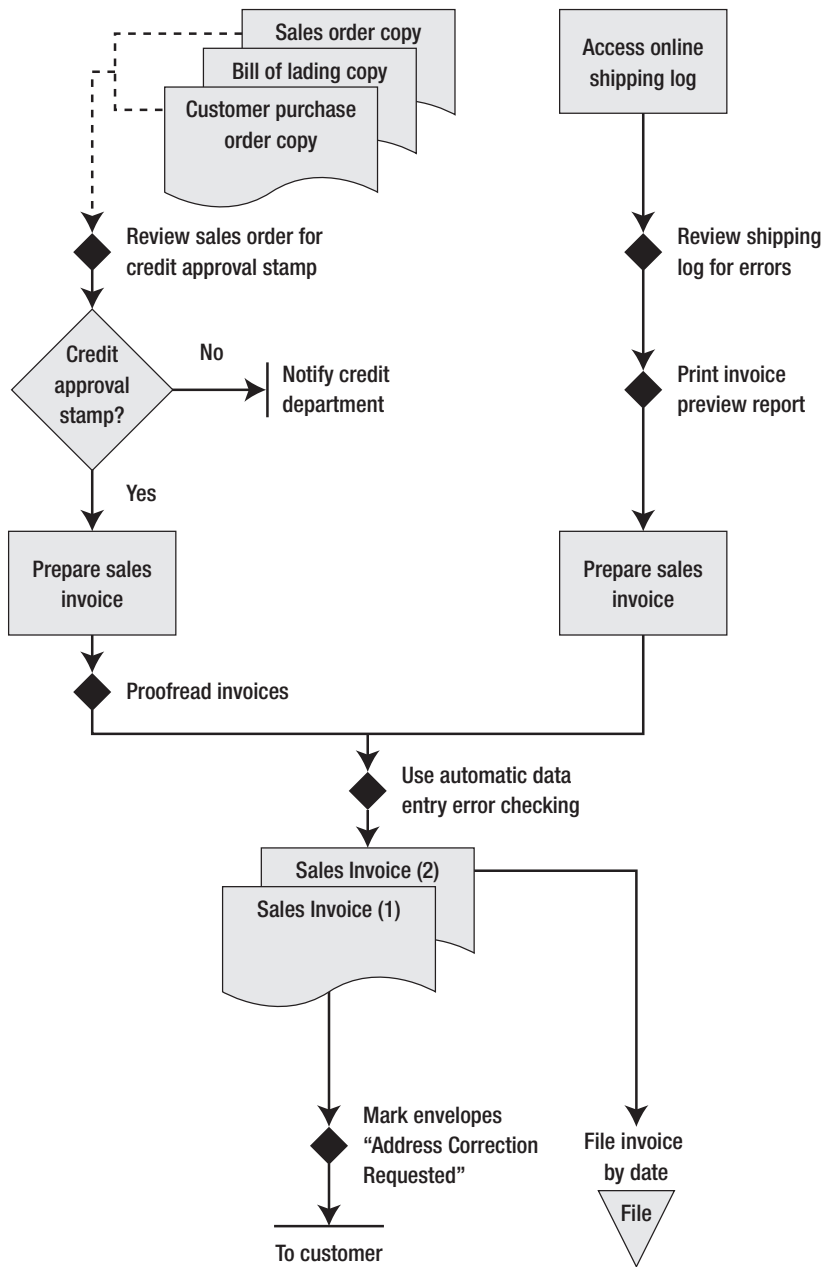 Sales order copy
Bill of lading copy
Customer purchase
order copy
Access online
shipping log
Review sales order for
credit approval stamp
Review shipping
log for errors
Credit
approval
stamp?
No
Notify credit
department
Print invoice
preview report
Yes
Prepare sales
invoice
Prepare sales
invoice
Proofread invoices
Use automatic data
entry error checking
Sales Invoice (2)
Sales Invoice (1)
Mark envelopes
“Address Correction
Requested”
File invoice
by date
File
To customer